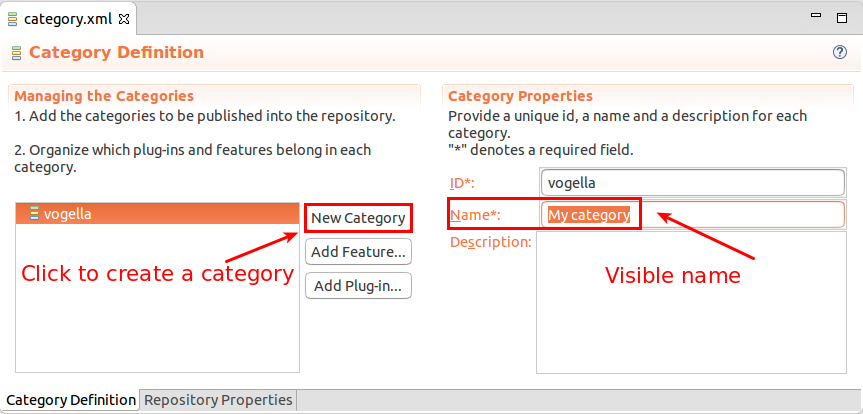 category.xml
Category Definition
Managing the Categories
1. Add the categories to be published into the repository.
2. Organize which plug-ins and features belong in each
category.
vogella
New Category
Add Feature...
Add Plug-in...
Click to create a category
Category Properties
Provide a unique id, a name and a description for each
category.
"*" denotes a required field.
ID*:
vogella
Name*:
My category
Description:
Visible name
Category Definition
Repository Properties